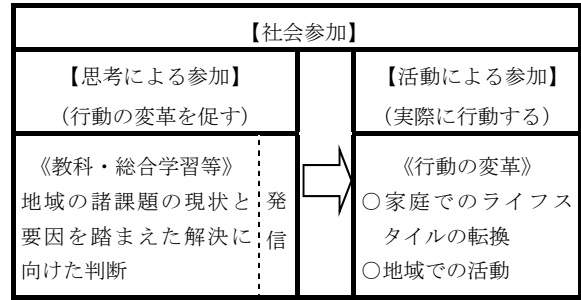 【社会参加】
【思考による参加】
（行動の変革を促す）
《教科・総合学習等》
地域の諸課題の現状と
要因を踏まえた解決に
向けた判断
発
信
【活動による参加】
（実際に行動する）
《行動の変革》
○家庭でのライフス
タイルの転換
○地域での活動